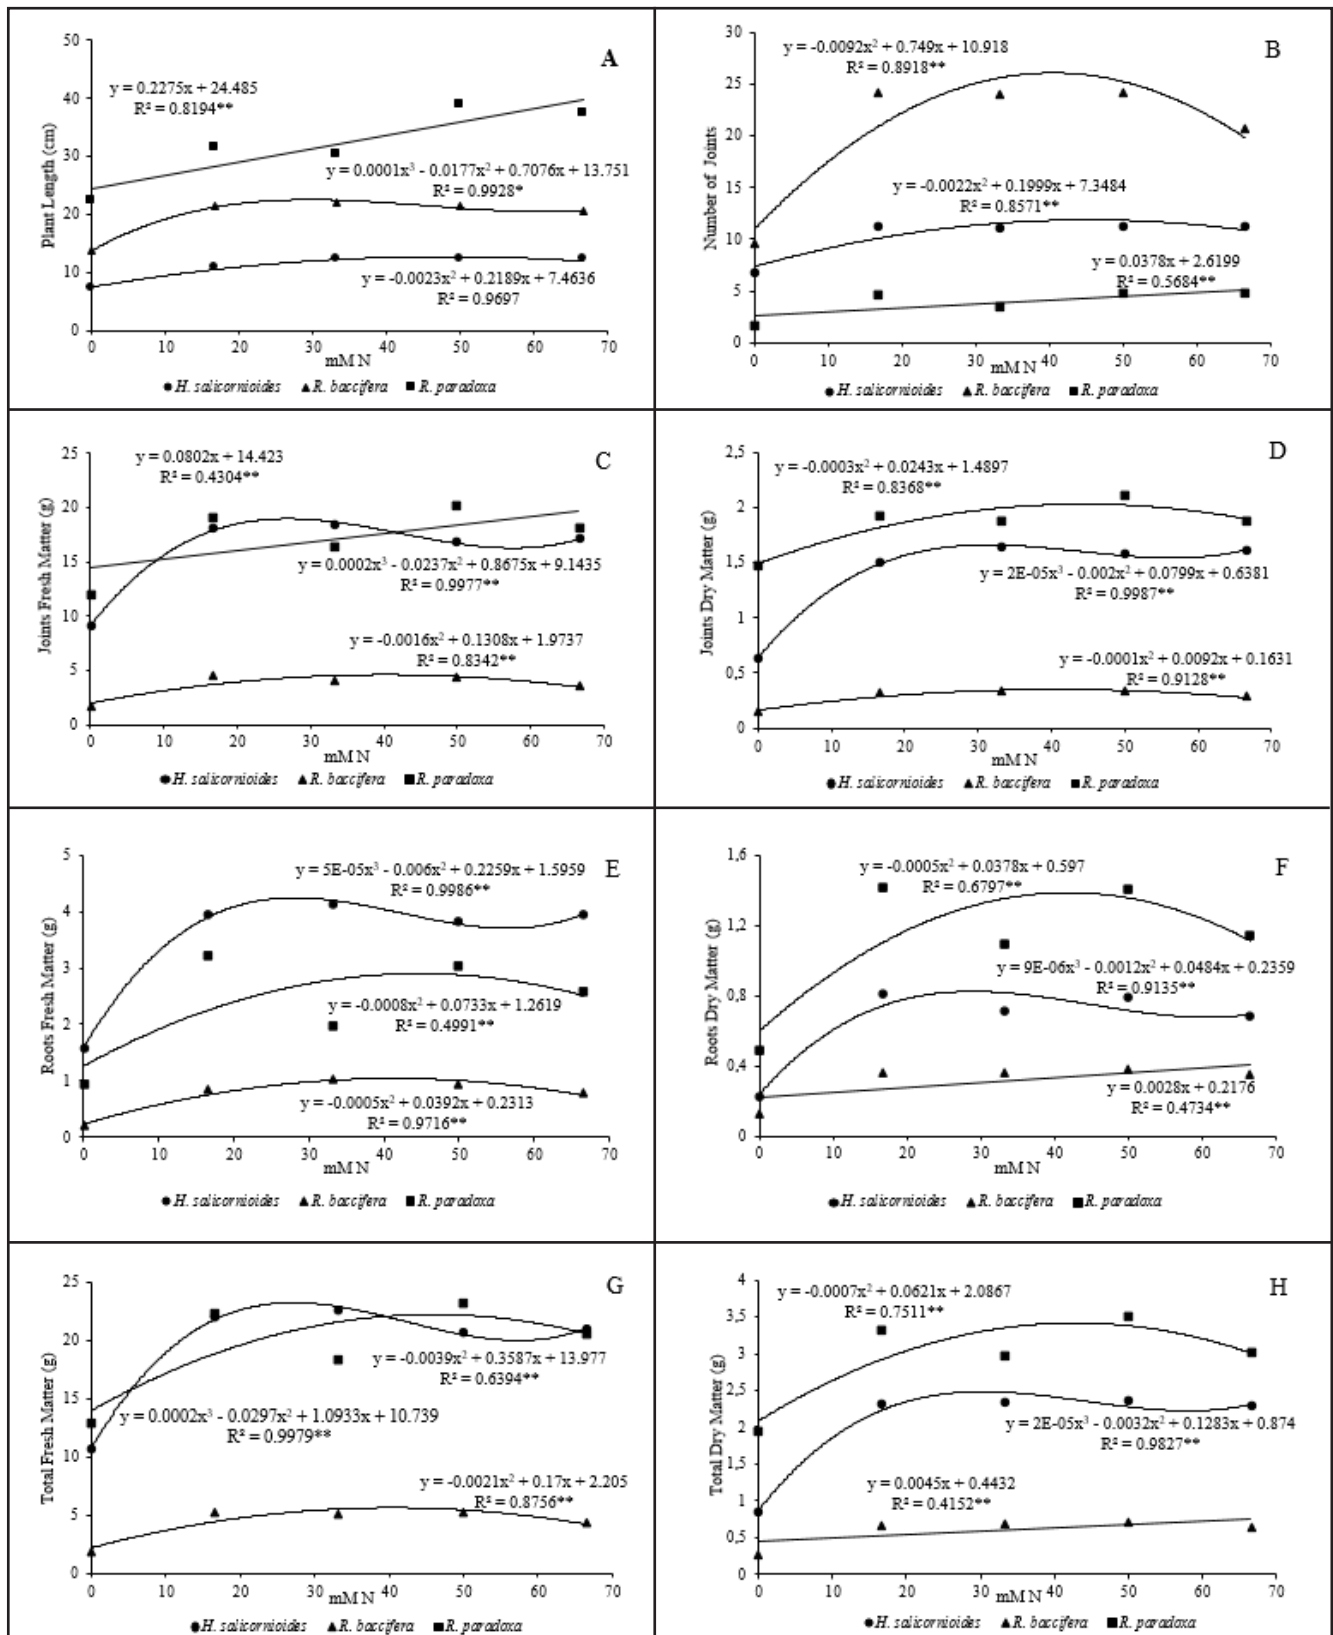 A
y = 0.2275x + 24.485
R² = 0.8194**
y = 0.0001x³ - 0.0177x² + 0.7076x + 13.751
R² = 0.9928*
y = -0.0023x² + 0.2189x + 7.4636
R² = 0.9697
Plant Length (cm)
50
40
30
20
10
0
0 10 20 30 40 50 60 70
mM N
H. salicornioides R. baccifera R. paradoxa
B
y = -0.0092x² + 0.749x + 10.918
R² = 0.8918**
y = -0.0022x² + 0.1999x + 7.3484
R² = 0.8571**
y = 0.0378x + 2.6199
R² = 0.5684**
Number of Joints
30
25
20
15
10
5
0
0 10 20 30 40 50 60 70
mM N
H. salicornioides R. baccifera R. paradoxa
C
y = 0.0802x + 14.423
R² = 0.4304**
y = 0.0002x³ - 0.0237x² + 0.8675x + 9.1435
R² = 0.9977**
y = -0.0016x² + 0.1308x + 1.9737
R² = 0.8342**
Joints Fresh Matter (g)
25
20
15
10
5
0
0 10 20 30 40 50 60 70
mM N
H. salicornioides R. baccifera R. paradoxa
D
y = -0.0003x² + 0.0243x + 1.4897
R² = 0.8368**
y = 2E-05x³ - 0.002x² + 0.0799x + 0.6381
R² = 0.9987**
y = -0.0001x² + 0.0092x + 0.1631
R² = 0.9128**
Joints Dry Matter (g)
2,5
2
1,5
1
0,5
0
0 10 20 30 40 50 60 70
mM N
H. salicornioides R. baccifera R. paradoxa
E
y = 5E-05x³ - 0.006x² + 0.2259x + 1.5959
R² = 0.9986**
y = -0.0008x² + 0.0733x + 1.2619
R² = 0.4991**
y = -0.0005x² + 0.0392x + 0.2313
R² = 0.9716**
Roots Fresh Matter (g)
5
4
3
2
1
0
0 10 20 30 40 50 60 70
mM N
H. salicornioides R. baccifera R. paradoxa
F
y = -0.0005x² + 0.0378x + 0.597
R² = 0.6797**
y = 9E-06x³ - 0.0012x² + 0.0484x + 0.2359
R² = 0.9135**
y = 0.0028x + 0.2176
R² = 0.4734**
Roots Dry Matter (g)
1,6
1,2
0,8
0,4
0
0 10 20 30 40 50 60 70
mM N
H. salicornioides R. baccifera R. paradoxa
G
y = -0.0039x² + 0.3587x + 13.977
R² = 0.6394**
y = 0.0002x³ - 0.0297x² + 1.0933x + 10.739
R² = 0.9979**
y = -0.0021x² + 0.17x + 2.205
R² = 0.8756**
Total Fresh Matter (g)
25
20
15
10
5
0
0 10 20 30 40 50 60 70
mM N
H. salicornioides R. baccifera R. paradoxa
H
y = -0.0007x² + 0.0621x + 2.0867
R² = 0.7511**
y = 2E-05x³ - 0.0032x² + 0.1283x + 0.874
R² = 0.9827**
y = 0.0045x + 0.4432
R² = 0.4152**
Total Dry Matter (g)
4
3,5
3
2,5
2
1,5
1
0,5
0
0 10 20 30 40 50 60 70
mM N
H. salicornioides R. baccifera R. paradoxa